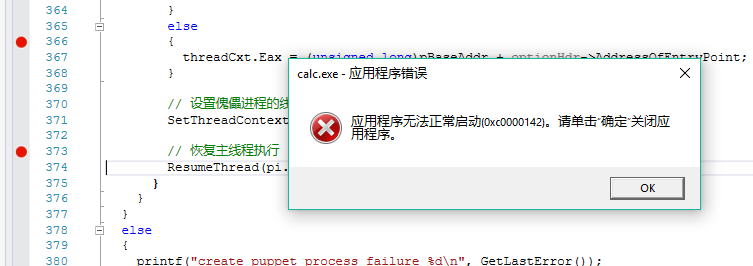 364 }
365 else
366 {
367 threadCxt.Eax = (unsigned long)pBaseAddr + optionHdr->AddressOfEntryPoint;
368 }
369
370 // 设置傀儡进程的线
371 SetThreadContext
372
373 // 恢复主线程执行
374 ResumeThread(pi.
375 }
376 }
377 }
378 else
379 {
380 printf("create puppet process failure %d\n", GetLastError());
calc.exe - 应用程序错误
应用程序无法正常启动(0xc0000142)。请单击“确定”关闭应
用程序。
OK